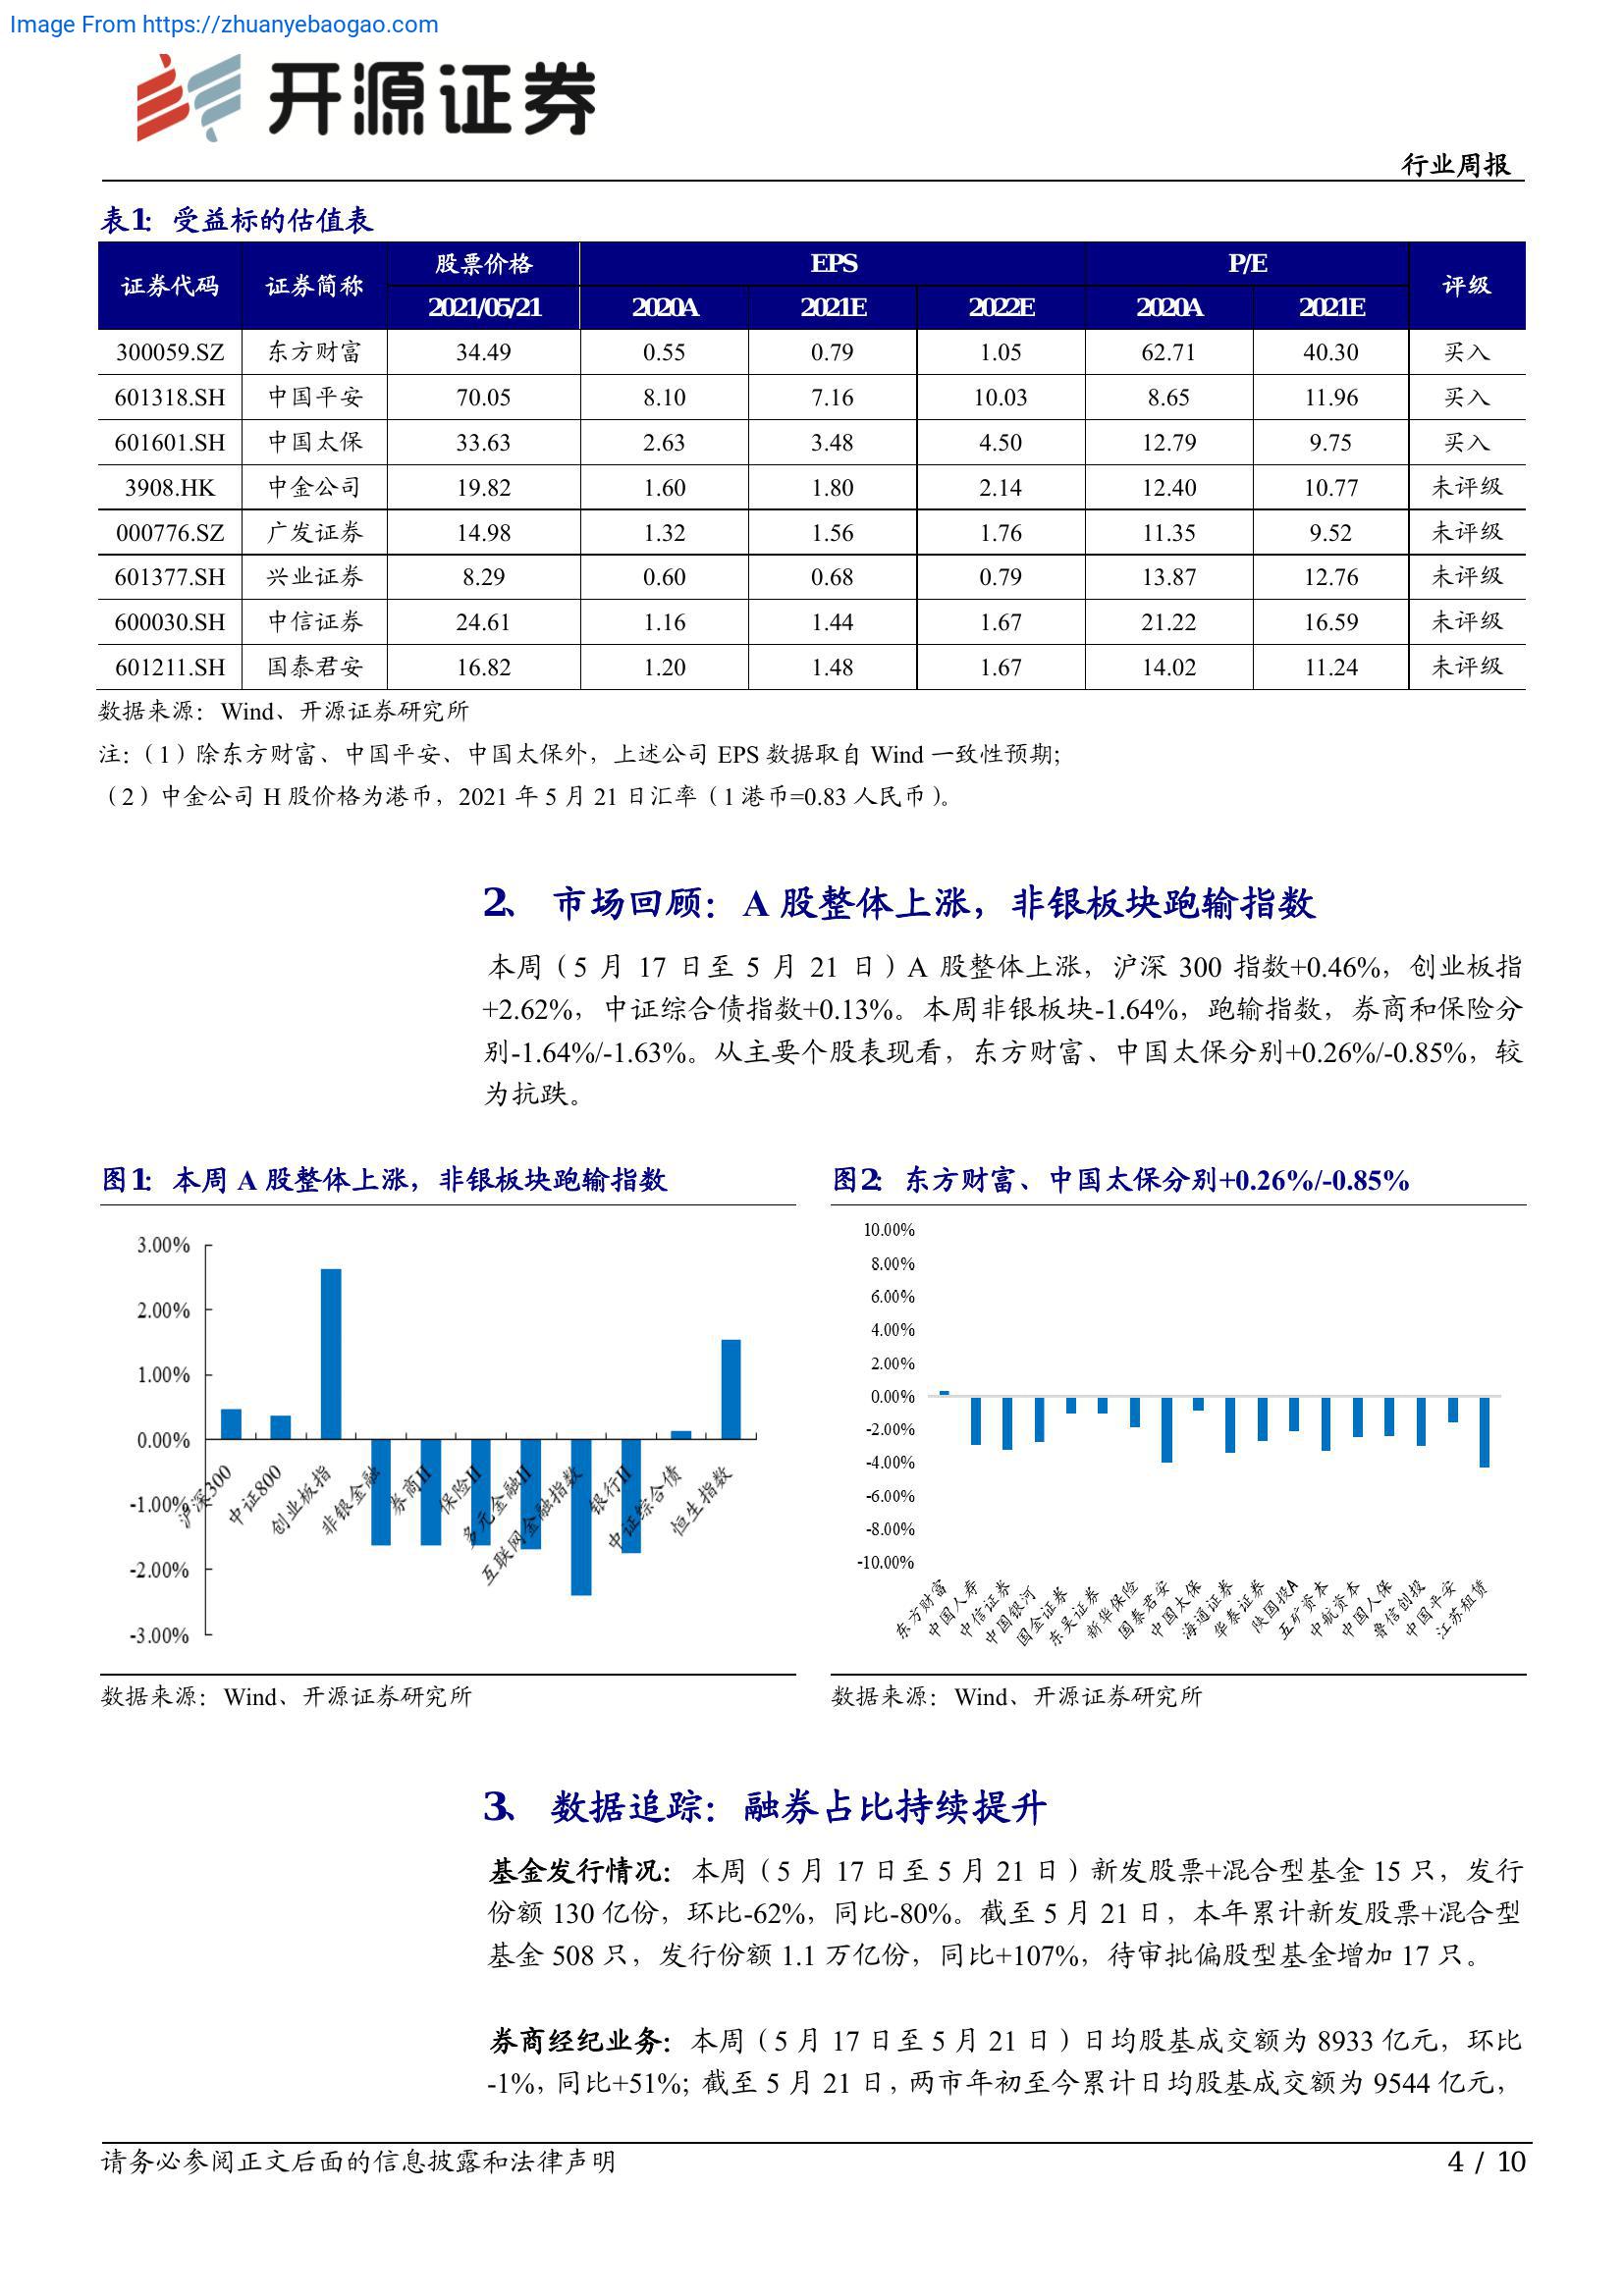 Image From https://zhuanyebaogao.com
开源证券
行业周报
表1： 受益标的估值表
证券代码 证券简称 股票价格 EPS P/E 评级
2021/05/21 2020A 2021E 2022E 2020A 2021E
300059.SZ 东方财富 34.49 0.55 0.79 1.05 62.71 40.30 买入
601318.SH 中国平安 70.05 8.10 7.16 10.03 8.65 11.96 买入
601601.SH 中国太保 33.63 2.63 3.48 4.50 12.79 9.75 买入
3908.HK 中金公司 19.82 1.60 1.80 2.14 12.40 10.77 未评级
000776.SZ 广发证券 14.98 1.32 1.56 1.76 11.35 9.52 未评级
601377.SH 兴业证券 8.29 0.60 0.68 0.79 13.87 12.76 未评级
600030.SH 中信证券 24.61 1.16 1.44 1.67 21.22 16.59 未评级
601211.SH 国泰君安 16.82 1.20 1.48 1.67 14.02 11.24 未评级
数据来源：Wind、开源证券研究所
注：（1）除东方财富、中国平安、中国太保外，上述公司 EPS 数据取自 Wind 一致性预期；
（2）中金公司 H 股价格为港币，2021 年 5 月 21 日汇率（1 港币=0.83 人民币）。
2、 市场回顾：A 股整体上涨，非银板块跑输指数
本周（5 月 17 日至 5 月 21 日）A 股整体上涨，沪深 300 指数+0.46%，创业板指
+2.62%，中证综合债指数+0.13%。本周非银板块-1.64%，跑输指数，券商和保险分
别-1.64%/-1.63%。从主要个股表现看，东方财富、中国太保分别+0.26%/-0.85%，较
为抗跌。
图1： 本周 A 股整体上涨，非银板块跑输指数
3.00%
2.00%
1.00%
0.00%
-1.00%
-2.00%
-3.00%
沪深300 中证800 创业板指 非银金融 券商II 保险II 多元金融II 互联网金融指数 银行II 中证综合债 恒生指数
数据来源：Wind、开源证券研究所
图2： 东方财富、中国太保分别+0.26%/-0.85%
10.00%
8.00%
6.00%
4.00%
2.00%
0.00%
-2.00%
-4.00%
-6.00%
-8.00%
-10.00%
东方财富 中国人寿 中信证券 中国银河 国金证券 东吴证券 新华保险 国泰君安 中国太保 海通证券 华泰证券 陕国投A 五矿资本 中航资本 中国人保 鲁信创投 中国平安 江苏租赁
数据来源：Wind、开源证券研究所
3、 数据追踪：融券占比持续提升
基金发行情况：本周（5 月 17 日至 5 月 21 日）新发股票+混合型基金 15 只，发行
份额 130 亿份，环比-62%，同比-80%。截至 5 月 21 日，本年累计新发股票+混合型
基金 508 只，发行份额 1.1 万亿份，同比+107%，待审批偏股型基金增加 17 只。
券商经纪业务：本周（5 月 17 日至 5 月 21 日）日均股基成交额为 8933 亿元，环比
-1%，同比+51%；截至 5 月 21 日，两市年初至今累计日均股基成交额为 9544 亿元，
请务必参阅正文后面的信息披露和法律声明
4 / 10